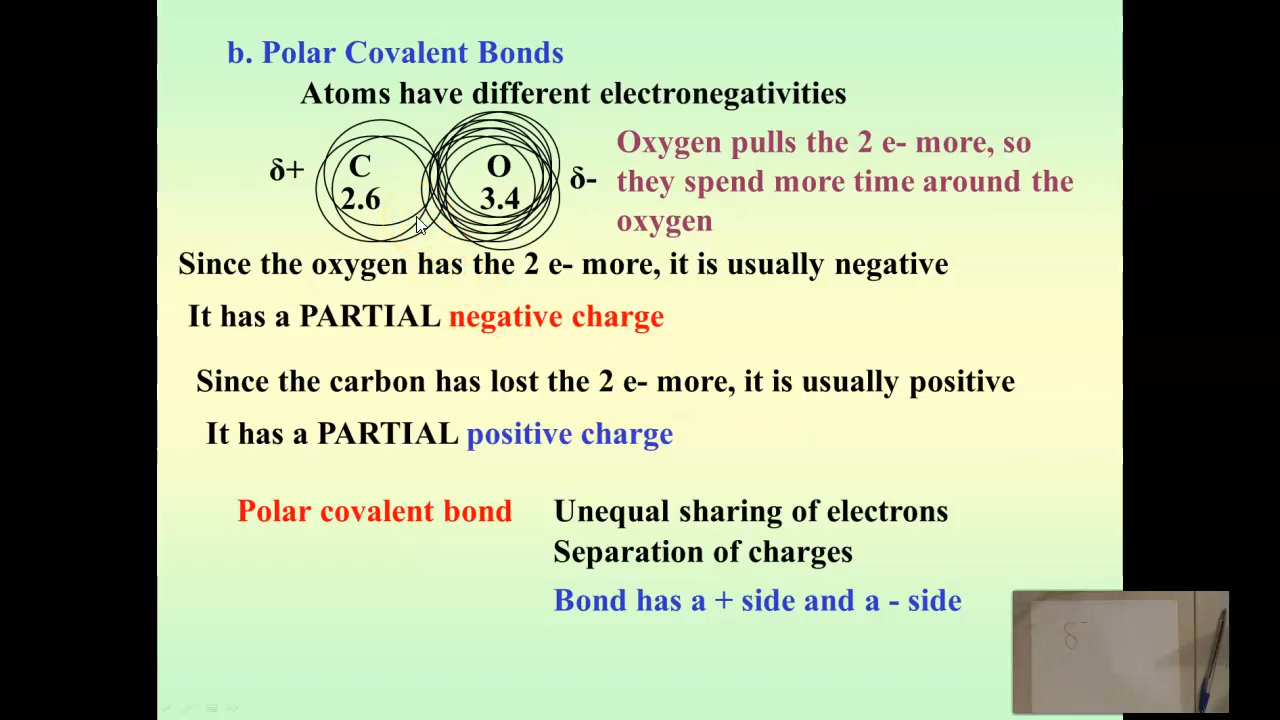 b. Polar Covalent Bonds
Atoms have different electronegativities
δ+ C O δ-
2.6 3.4
Oxygen pulls the 2 e- more, so
they spend more time around the
oxygen
Since the oxygen has the 2 e- more, it is usually negative
It has a PARTIAL negative charge
Since the carbon has lost the 2 e- more, it is usually positive
It has a PARTIAL positive charge
Polar covalent bond Unequal sharing of electrons
Separation of charges
Bond has a + side and a - side
δ-